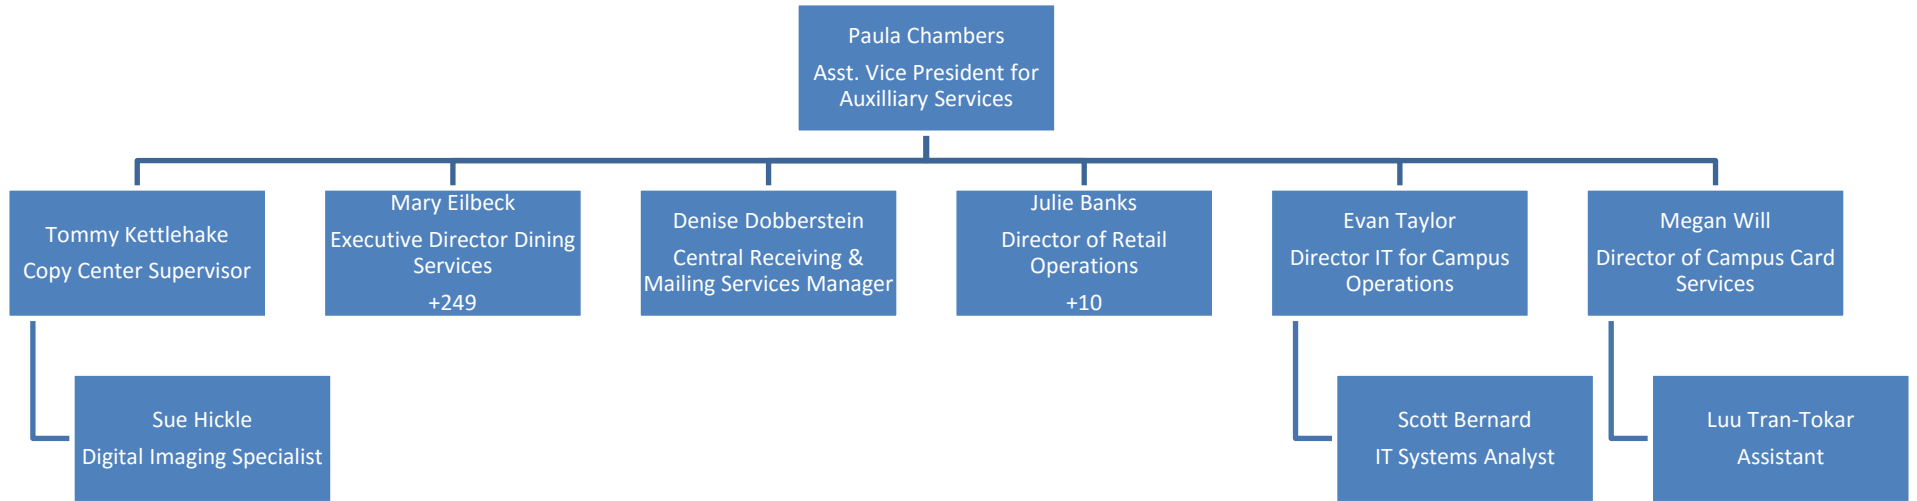 Paula Chambers
Asst. Vice President for
Auxilliary Services
Tommy Kettlehake
Copy Center Supervisor
Mary Eilbeck
Executive Director Dining
Services
+249
Denise Dobberstein
Central Receiving &
Mailing Services Manager
Julie Banks
Director of Retail
Operations
+10
Evan Taylor
Director IT for Campus
Operations
Megan Will
Director of Campus Card
Services
Sue Hickle
Digital Imaging Specialist
Scott Bernard
IT Systems Analyst
Luu Tran-Tokar
Assistant